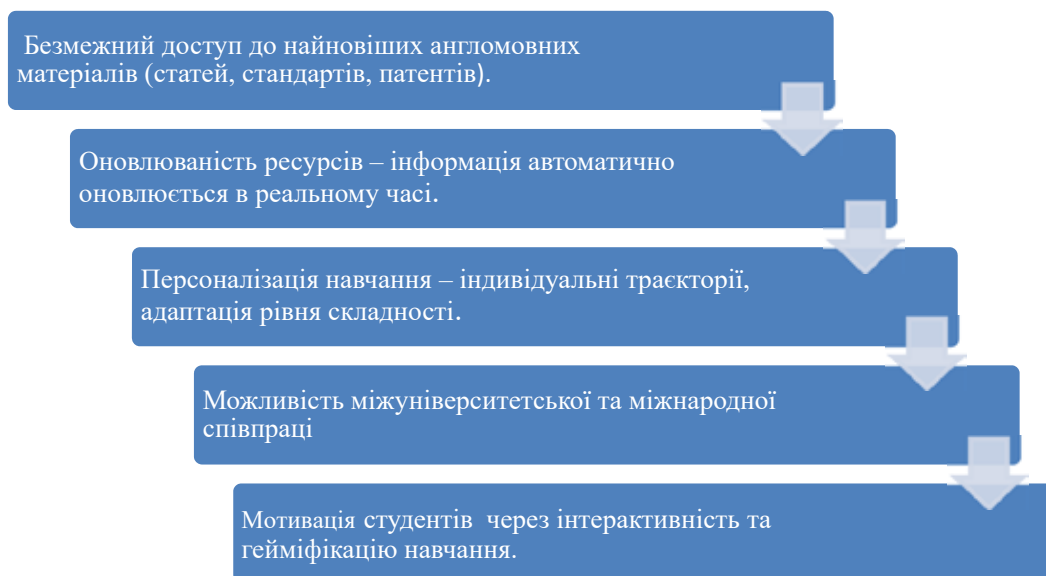 Безмежний доступ до найновіших англомовних
матеріалів (статей, стандартів, патентів).
Оновлюваність ресурсів – інформація автоматично
оновлюється в реальному часі.
Персоналізація навчання – індивідуальні траєкторії,
адаптація рівня складності.
Можливість міжуніверситетської та міжнародної
співпраці
Мотивація студентів через інтерактивність та
гейміфікацію навчання.